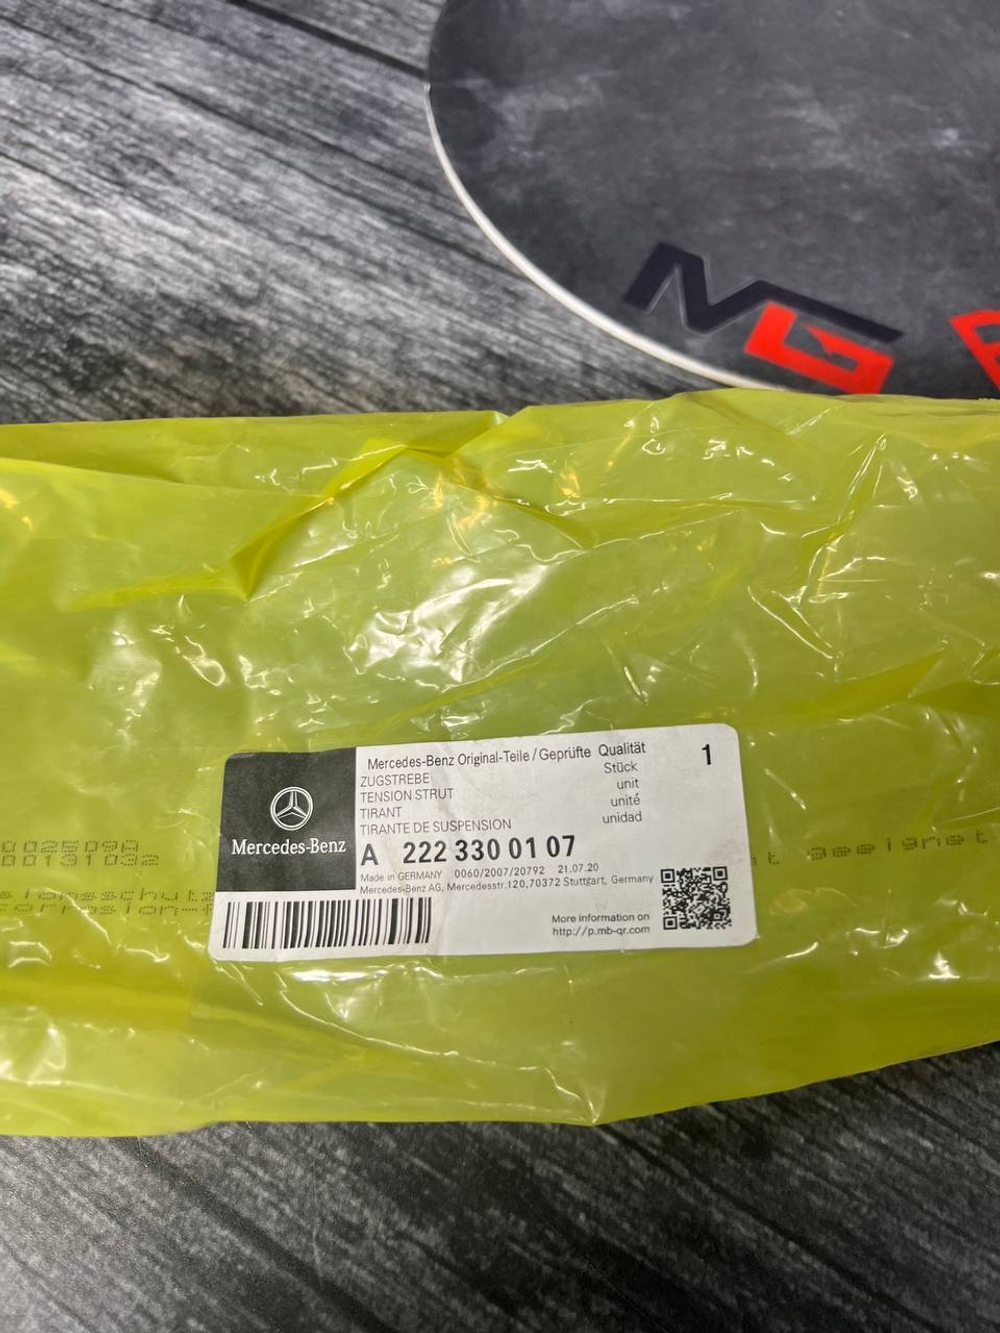 NG
Mercedes-Benz Original-Teile / Geprüfte Qualität
1
ZUGSTREBE
Stück
TENSION STRUT
unit
TIRANT
unité
TIRANTE DE SUSPENSION
unidad
Mercedes-Benz
A 222 330 01 07
Made in GERMANY 0060/2007/20792 21.07.20
Mercedes-Benz AG, Mercedesstr.120,70372 Stuttgart, Germany
More information on
http://p.mb-qr.com
00131032
t geeignet